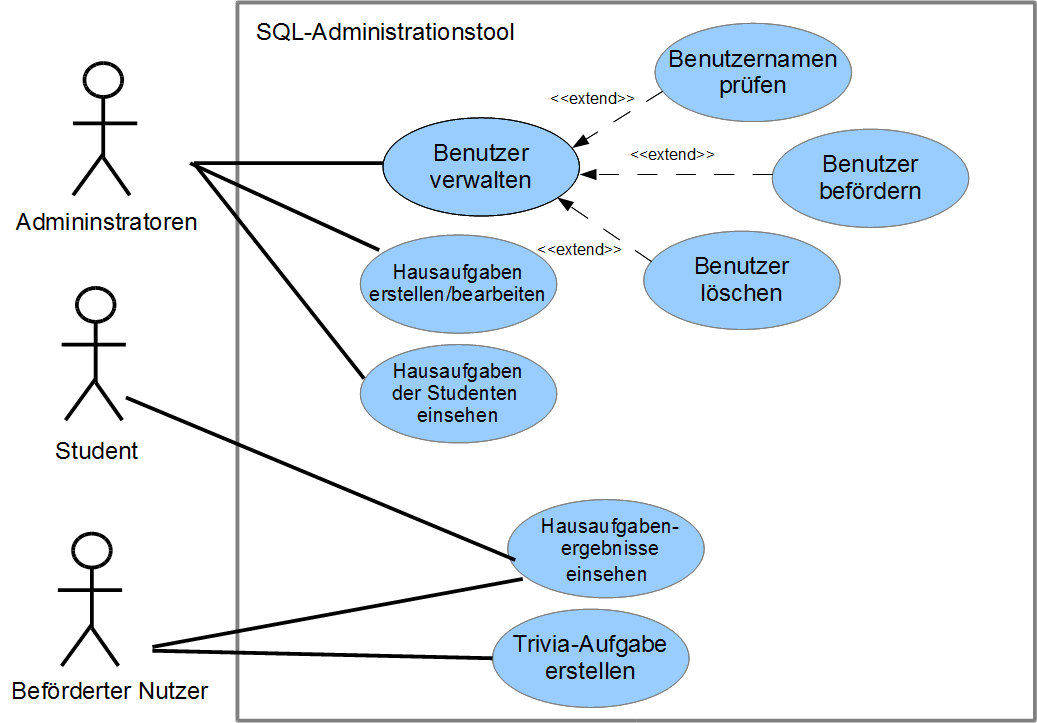 SQL-Administrationstool
Benutzernamen
prüfen
<<extend>>
Benutzer
verwalten
<<extend>>
Benutzer
befördern
Admininstratoren
<<extend>>
Benutzer
löschen
Hausaufgaben
erstellen/bearbeiten
Hausaufgaben
der Studenten
einsehen
Student
Hausaufgaben-
ergebnisse
einsehen
Trivia-Aufgabe
erstellen
Beförderter Nutzer